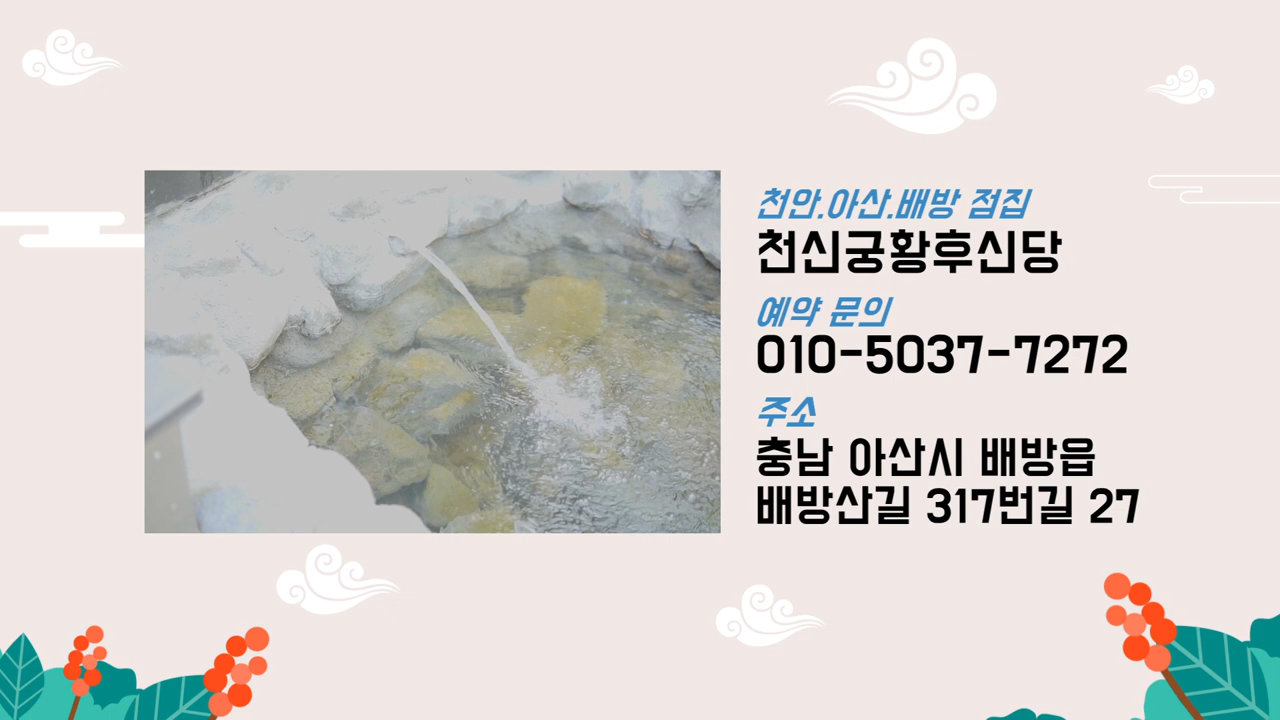 천안.아산.배방 점집
천신궁황후신당
예약 문의
010-5037-7272
주소
충남 아산시 배방읍
배방산길 317번길 27